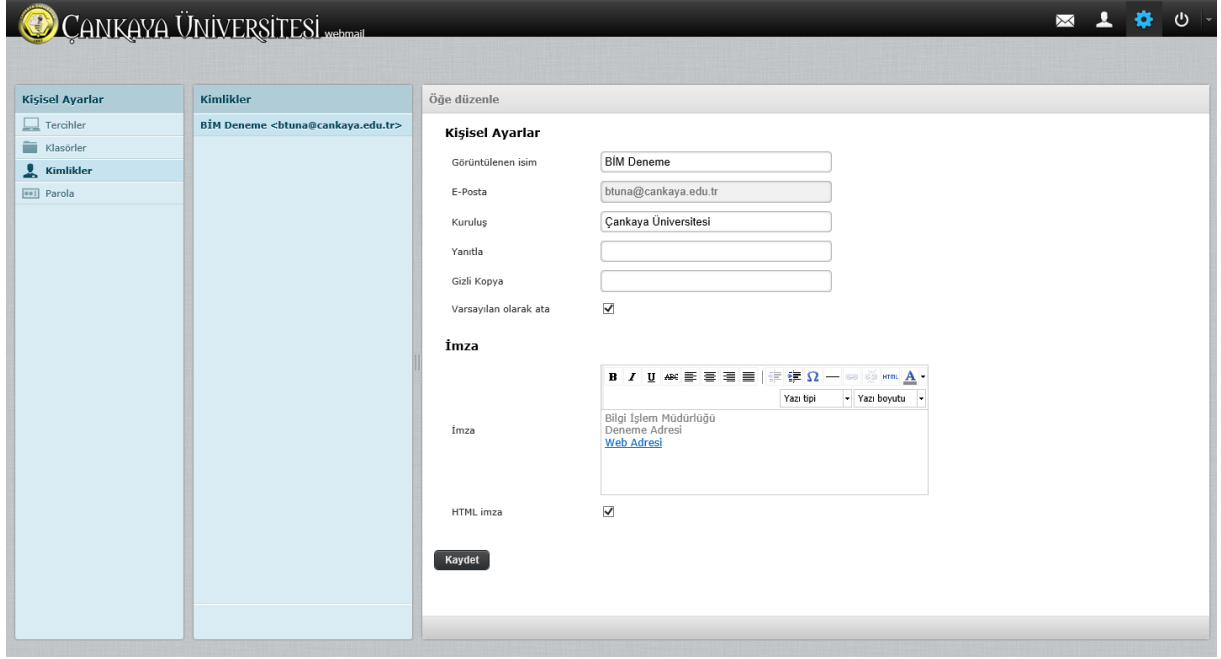 ÇANKAYA ÜNİVERSİTESİ webmail
Kişisel Ayarlar
Tercihler
Klasörler
Kimlikler
Parola
Kimlikler
BİM Deneme <btuna@cankaya.edu.tr>
Öğe düzenle
Kişisel Ayarlar
Görüntülenen isim BİM Deneme
E-Posta btuna@cankaya.edu.tr
Kuruluş Çankaya Üniversitesi
Yanıtla
Gizli Kopya
Varsayılan olarak ata
İmza
B I U ABC Ω HTML A
Yazı tipi Yazı boyutu
İmza
Bilgi İşlem Müdürlüğü
Deneme Adresi
Web Adresi
HTML imza
Kaydet